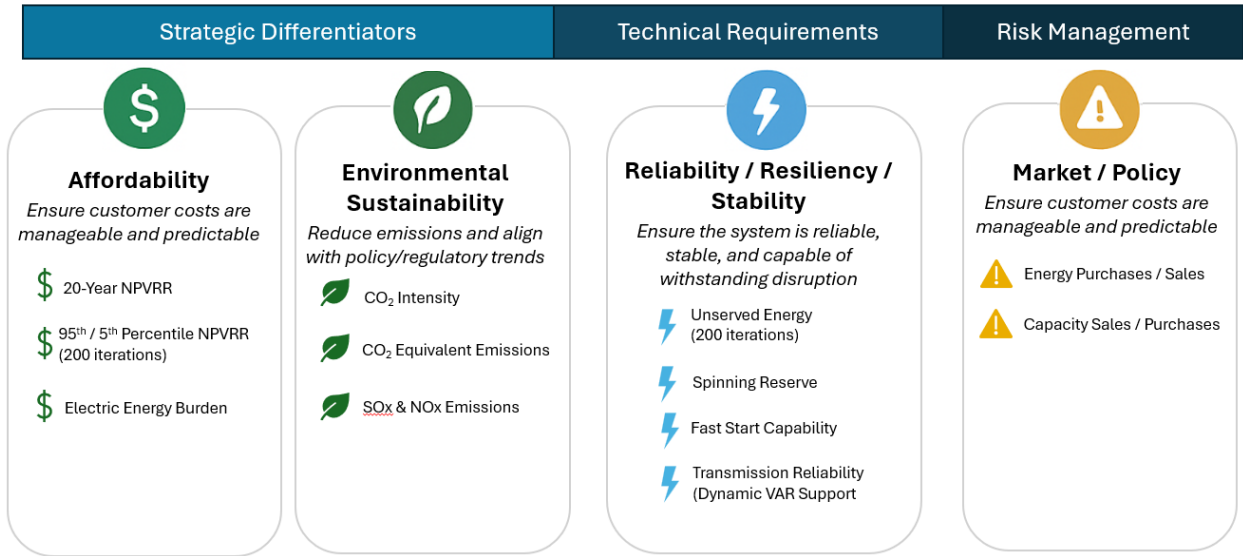 Strategic Differentiators
Technical Requirements
Risk Management
$
Affordability
Ensure customer costs are
manageable and predictable
$ 20-Year NPVRR
$ 95th / 5th Percentile NPVRR
(200 iterations)
$ Electric Energy Burden
Environmental
Sustainability
Reduce emissions and align
with policy/regulatory trends
CO₂ Intensity
CO₂ Equivalent Emissions
SOx & NOx Emissions
Reliability / Resiliency /
Stability
Ensure the system is reliable,
stable, and capable of
withstanding disruption
Unserved Energy
(200 iterations)
Spinning Reserve
Fast Start Capability
Transmission Reliability
(Dynamic VAR Support
Market / Policy
Ensure customer costs are
manageable and predictable
Energy Purchases / Sales
Capacity Sales / Purchases